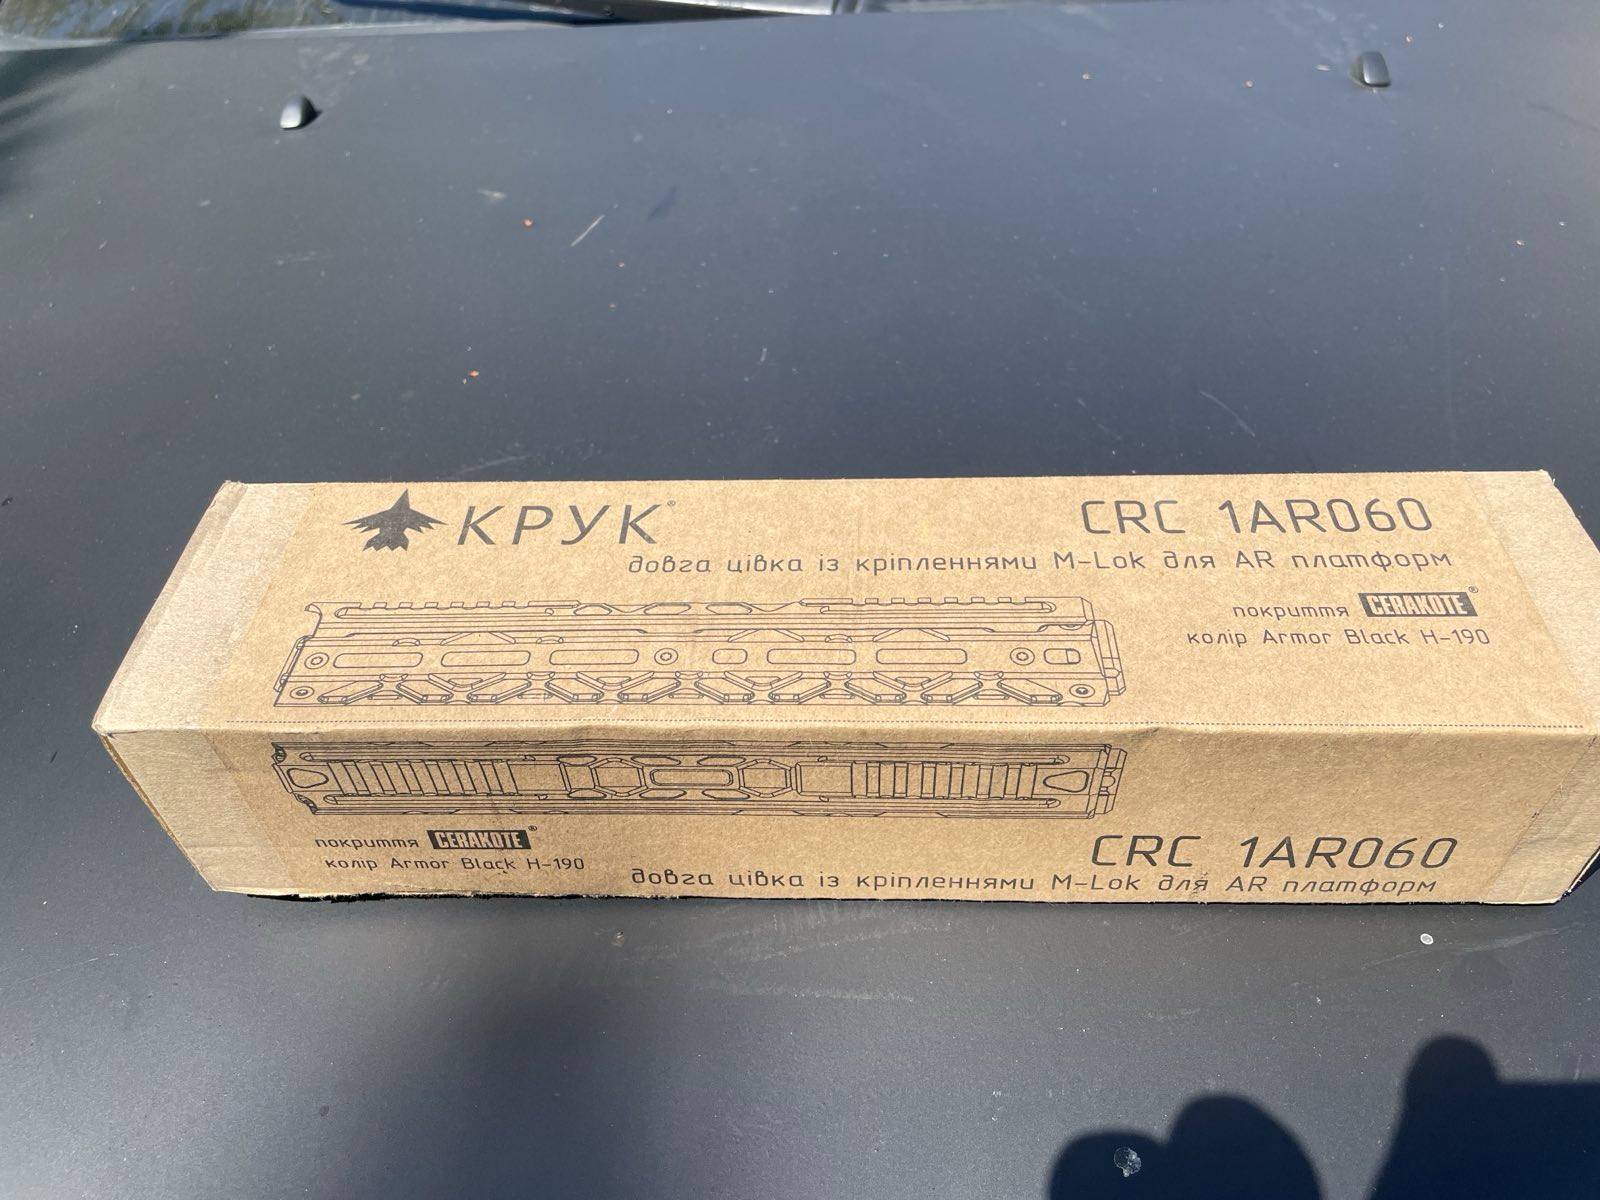 КРУК®
CRC 1AR060
довга цівка із кріпленнями M-Lok для AR платформ
покриття CERAKOTE®
колір Armor Black H-190
покриття CERAKOTE®
колір Armor Black H-190
CRC 1AR060
довга цівка із кріпленнями M-Lok для AR платформ